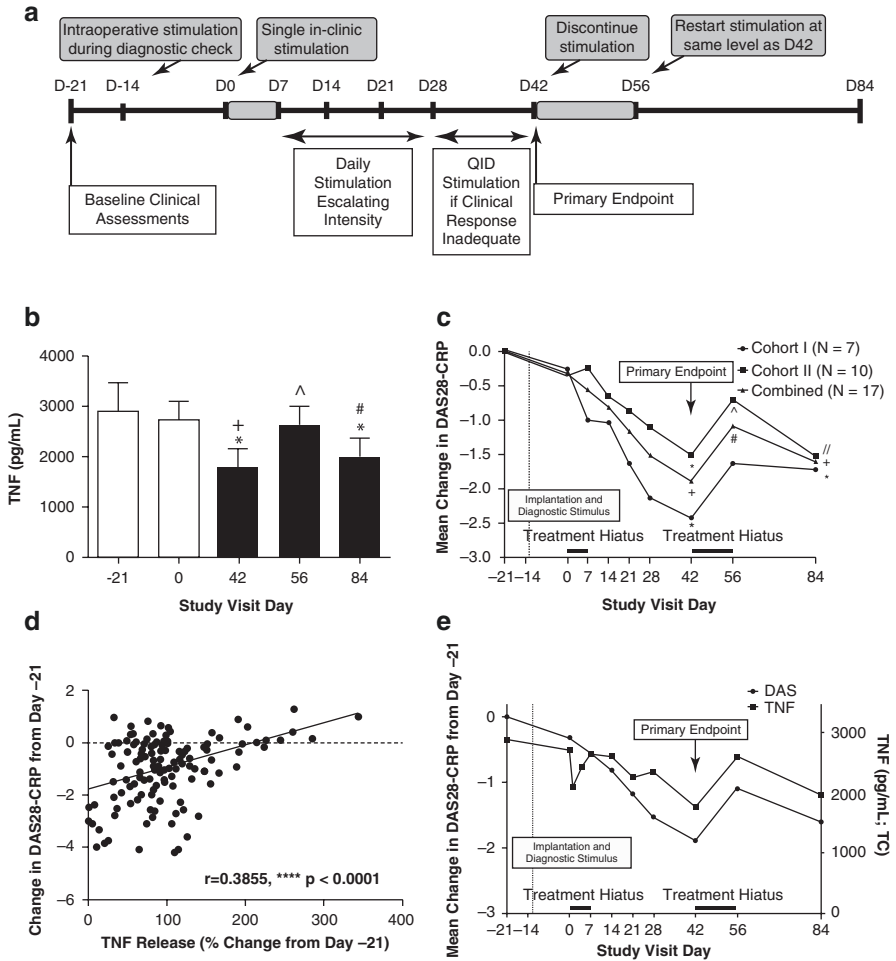 a
Intraoperative stimulation
during diagnostic check
Single in-clinic
stimulation
Discontinue
stimulation
Restart stimulation at
same level as D42
D-21 D-14 D0 D7 D14 D21 D28 D42 D56 D84
Baseline Clinical
Assessments
Daily
Stimulation
Escalating
Intensity
QID
Stimulation
if Clinical
Response
Inadequate
Primary Endpoint
b
TNF (pg/mL)
4000
3000
2000
1000
0
+
*
^
#
*
-21 0 42 56 84
Study Visit Day
c
Mean Change in DAS28-CRP
0.0
−0.5
−1.0
−1.5
−2.0
−2.5
−3.0
Cohort I (N = 7)
Cohort II (N = 10)
Combined (N = 17)
Primary Endpoint
^
#
*
+
*
//
+
*
Implantation and
Diagnostic Stimulus
Treatment Hiatus Treatment Hiatus
−21 −14 0 7 14 21 28 42 56 84
Study Visit Day
d
Change in DAS28-CRP from Day −21
2
0
−2
−4
−6
r=0.3855, **** p < 0.0001
0 100 200 300 400
TNF Release (% Change from Day −21)
e
Mean Change in DAS28-CRP from Day −21
0
−1
−2
−3
DAS
TNF
Primary Endpoint
Implantation and
Diagnostic Stimulus
Treatment Hiatus Treatment Hiatus
3000
2000
1000
0
TNF (pg/mL: TC)
−21 −14 0 7 14 21 28 42 56 84
Study Visit Day